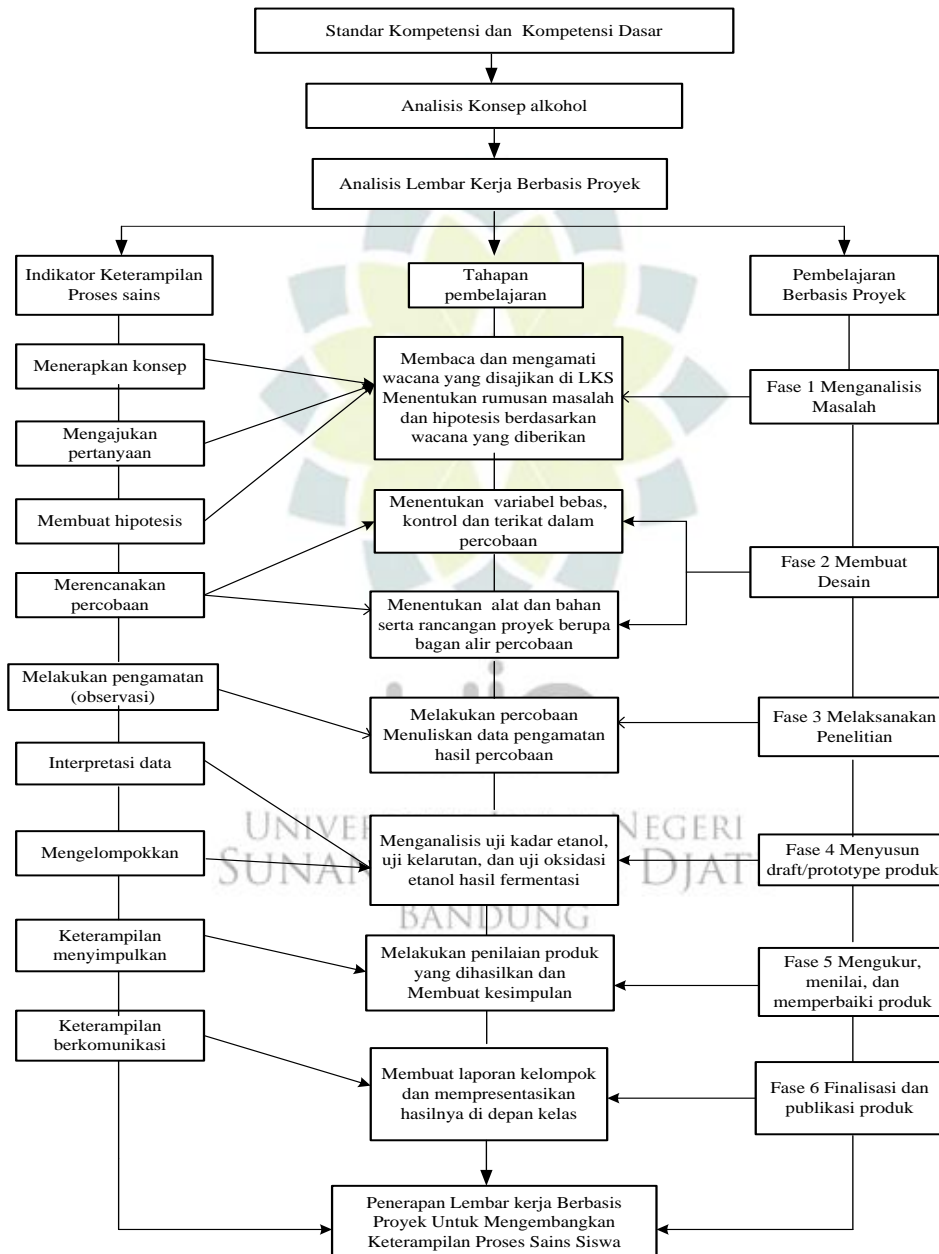 Standar Kompetensi dan Kompetensi Dasar
Analisis Konsep alkohol
Analisis Lembar Kerja Berbasis Proyek
Indikator Keterampilan
Proses sains
Tahapan
pembelajaran
Pembelajaran
Berbasis Proyek
Menerapkan konsep
Mengajukan
pertanyaan
Membuat hipotesis
Merencanakan
percobaan
Melakukan pengamatan
(observasi)
Interpretasi data
Mengelompokkan
Keterampilan
menyimpulkan
Keterampilan
berkomunikasi
Membaca dan mengamati
wacana yang disajikan di LKS
Menentukan rumusan masalah
dan hipotesis berdasarkan
wacana yang diberikan
Menentukan variabel bebas,
kontrol dan terikat dalam
percobaan
Menentukan alat dan bahan
serta rancangan proyek berupa
bagan alir percobaan
Melakukan percobaan
Menuliskan data pengamatan
hasil percobaan
Menganalisis uji kadar etanol,
uji kelarutan, dan uji oksidasi
etanol hasil fermentasi
Melakukan penilaian produk
yang dihasilkan dan
Membuat kesimpulan
Membuat laporan kelompok
dan mempresentasikan
hasilnya di depan kelas
Fase 1 Menganalisis
Masalah
Fase 2 Membuat
Desain
Fase 3 Melaksanakan
Penelitian
Fase 4 Menyusun
draft/prototype produk
Fase 5 Mengukur,
menilai, dan
memperbaiki produk
Fase 6 Finalisasi dan
publikasi produk
Penerapan Lembar kerja Berbasis
Proyek Untuk Mengembangkan
Keterampilan Proses Sains Siswa
NEGERI
BANDUNG